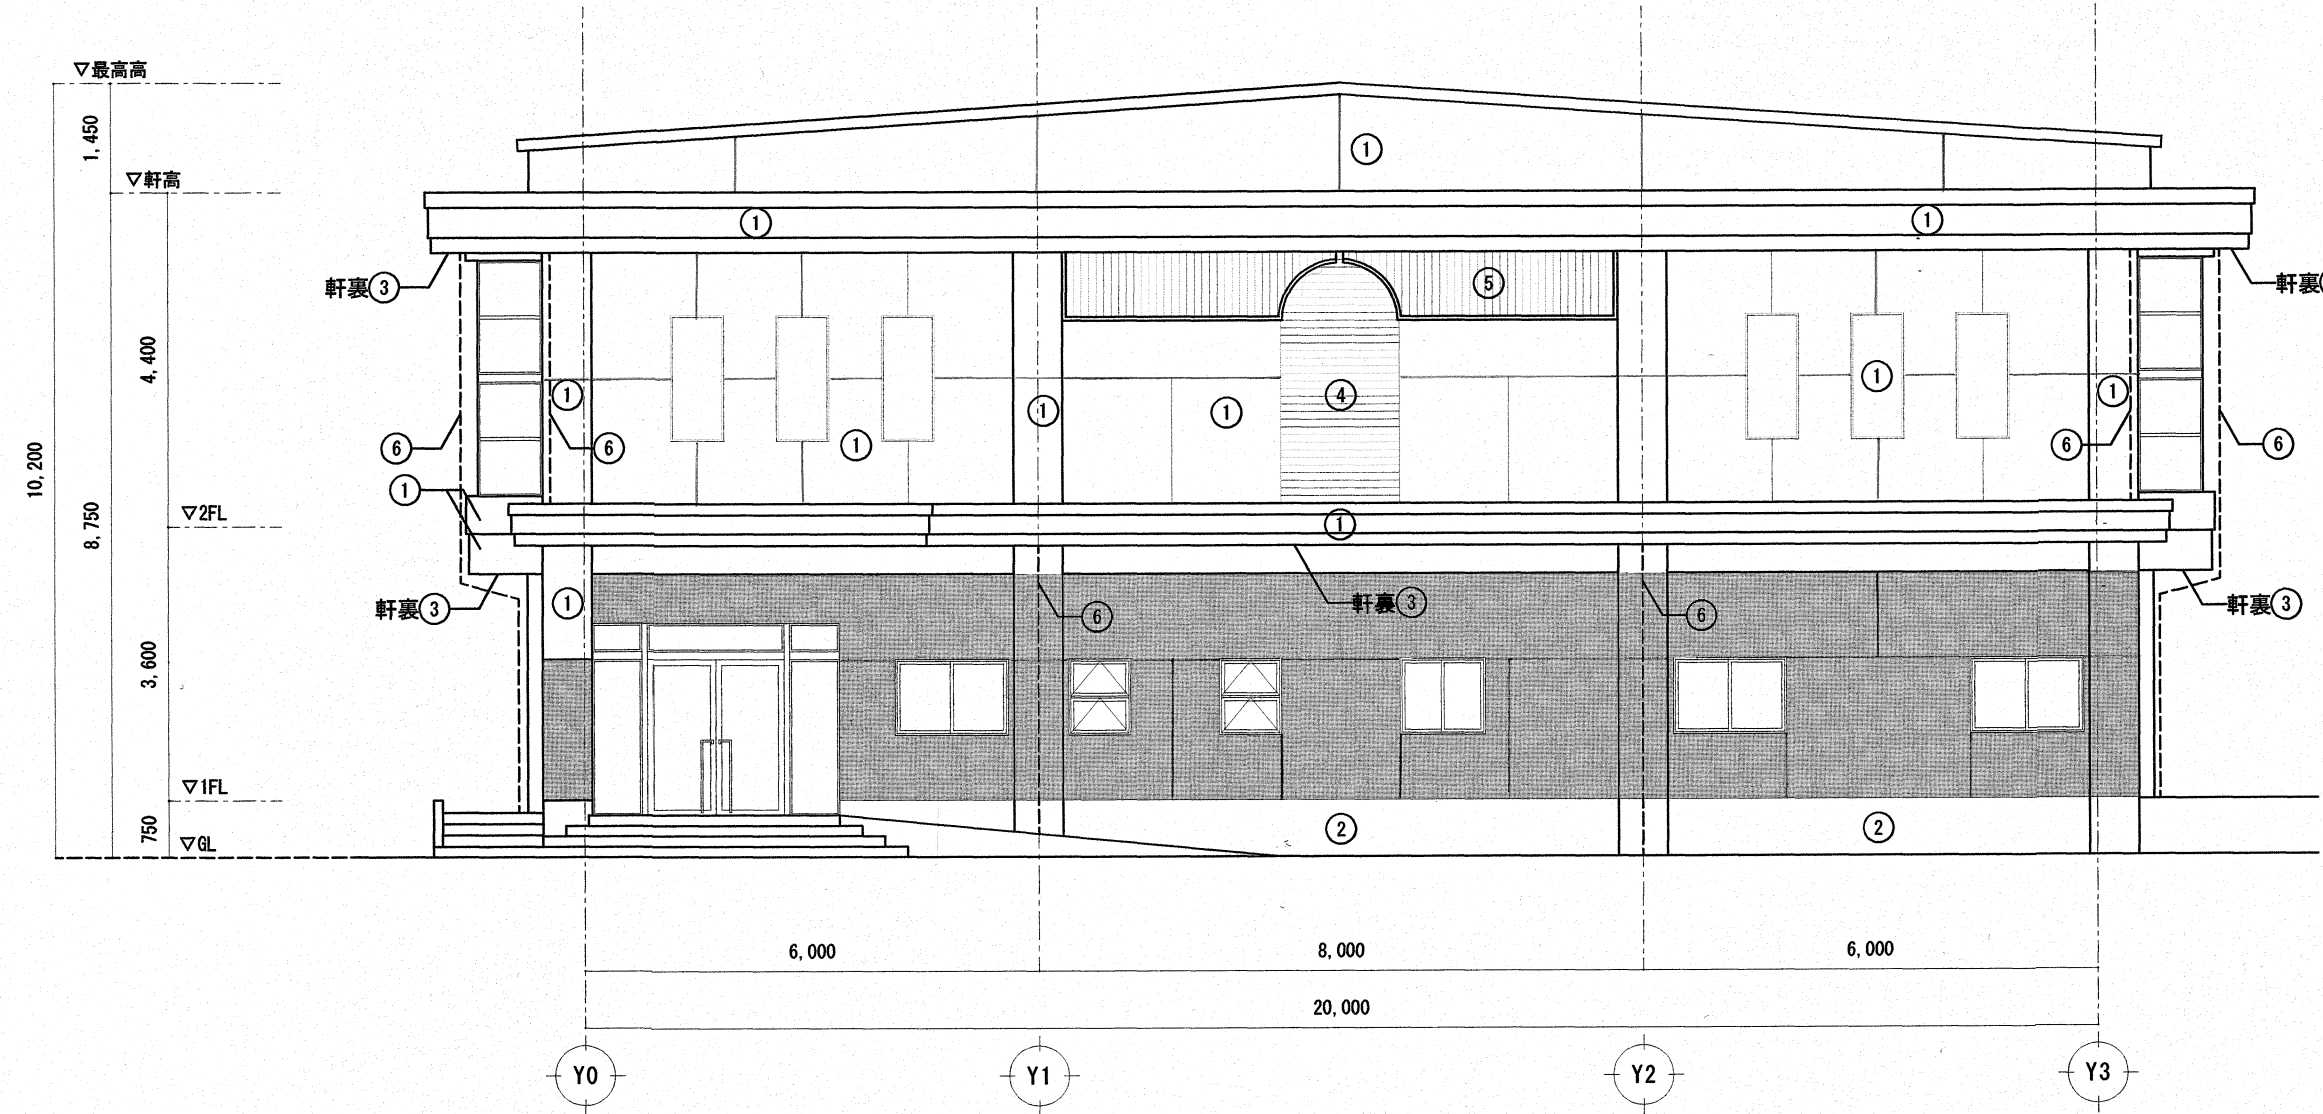 ▽最高高
1,450
▽軒高
①
①
①
軒裏③
⑤
軒裏
4,400
①
④
①
①
①
①
①
⑥
⑥
⑥
⑥
10,200
①
8,750
▽2FL
①
軒裏③
①
⑥
軒裏③
⑥
軒裏③
3,600
▽1FL
750
▽GL
②
②
6,000
8,000
6,000
20,000
Y0
Y1
Y2
Y3